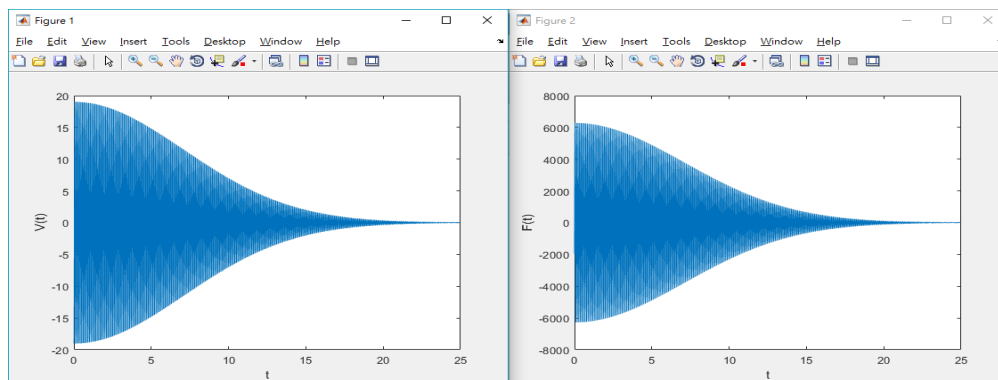 Figure 1
File Edit View Insert Tools Desktop Window Help
20
15
10
5
0
-5
-10
-15
-20
V(t)
0 5 10 15 20 25
t
Figure 2
File Edit View Insert Tools Desktop Window Help
8000
6000
4000
2000
0
-2000
-4000
-6000
-8000
F(t)
0 5 10 15 20 25
t